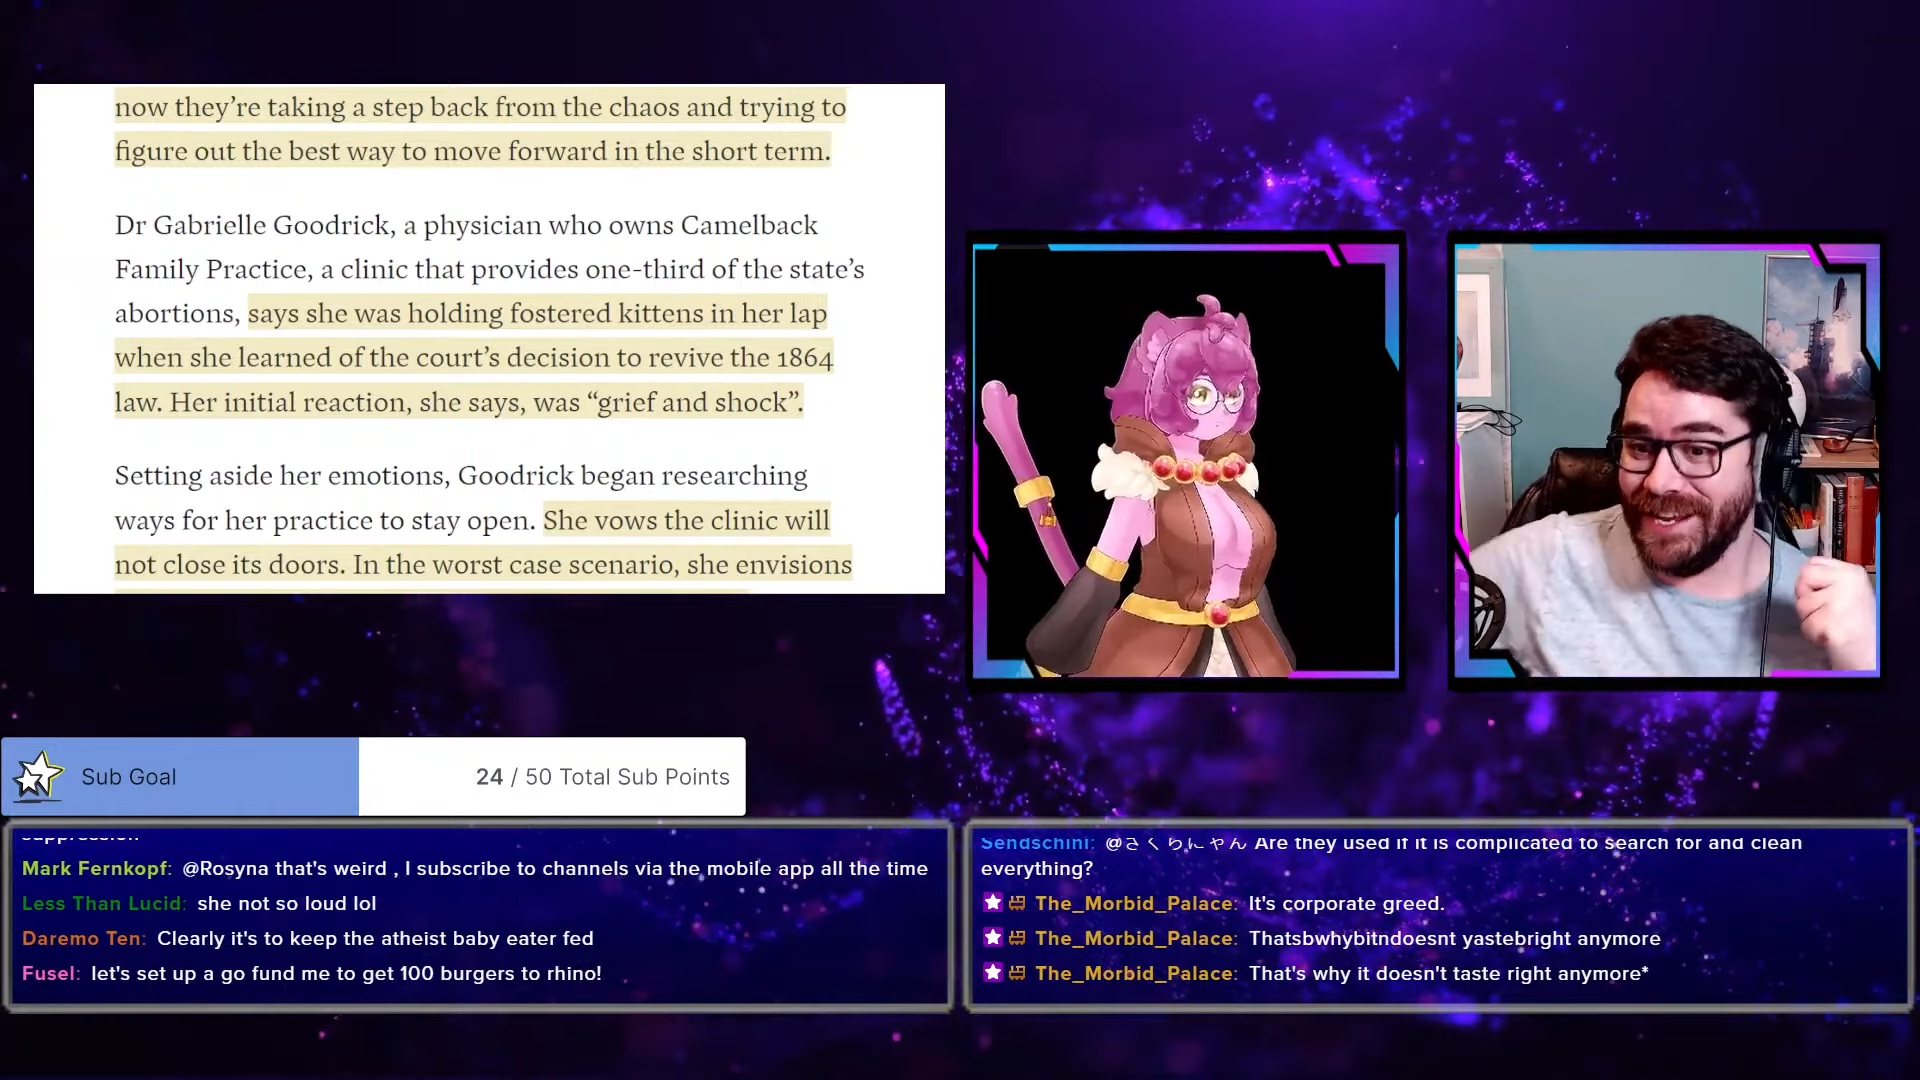 now they’re taking a step back from the chaos and trying to
figure out the best way to move forward in the short term.
Dr Gabrielle Goodrick, a physician who owns Camelback
Family Practice, a clinic that provides one-third of the state’s
abortions, says she was holding fostered kittens in her lap
when she learned of the court’s decision to revive the 1864
law. Her initial reaction, she says, was “grief and shock”.
Setting aside her emotions, Goodrick began researching
ways for her practice to stay open. She vows the clinic will
not close its doors. In the worst case scenario, she envisions
Sub Goal
24 / 50 Total Sub Points
suppression
Mark Fernkopf: @Rosyna that's weird , I subscribe to channels via the mobile app all the time
Less Than Lucid: she not so loud lol
Daremo Ten: Clearly it's to keep the atheist baby eater fed
Fusel: let's set up a go fund me to get 100 burgers to rhino!
Sendschini: @さくらにゃん Are they used if it is complicated to search for and clean
everything?
The_Morbid_Palace: It's corporate greed.
The_Morbid_Palace: Thatsbwhybitndoesnt yastebright anymore
The_Morbid_Palace: That's why it doesn't taste right anymore*